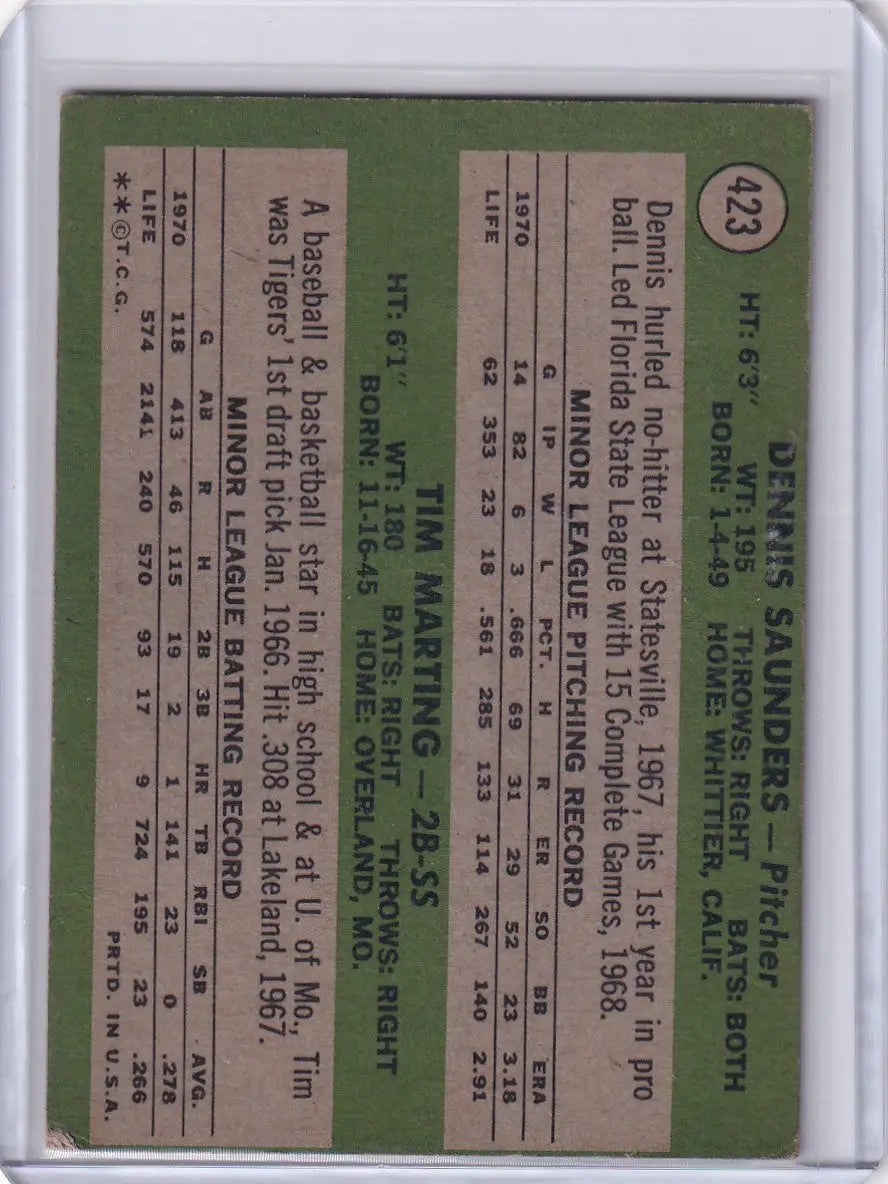 423
DENNIS SAUNDERS — Pitcher
HT: 6'3" WT: 195 THROWS: RIGHT BATS: BOTH
BORN: 1-4-49 HOME: WHITTIER, CALIF.
Dennis hurled no-hitter at Statesville, 1967, his 1st year in pro
ball. Led Florida State League with 15 Complete Games, 1968.
MINOR LEAGUE PITCHING RECORD
G IP W L PCT. H R ER SO BB ERA
1970 14 82 6 3 .666 69 31 29 52 23 3.18
LIFE 62 353 23 18 .561 285 133 114 267 140 2.91
TIM MARTING — 2B-SS
HT: 6'1" WT: 180 BATS: RIGHT THROWS: RIGHT
BORN: 11-16-45 HOME: OVERLAND, MO.
A baseball & basketball star in high school & at U. of Mo., Tim
was Tigers' 1st draft pick Jan. 1966. Hit .308 at Lakeland, 1967.
MINOR LEAGUE BATTING RECORD
G AB R H 2B 3B HR TB RBI SB AVG.
1970 118 413 46 115 19 2 1 141 23 0 .278
LIFE 574 2141 240 570 93 17 9 724 195 23 .266
**©T.C.G. PRTD. IN U.S.A.